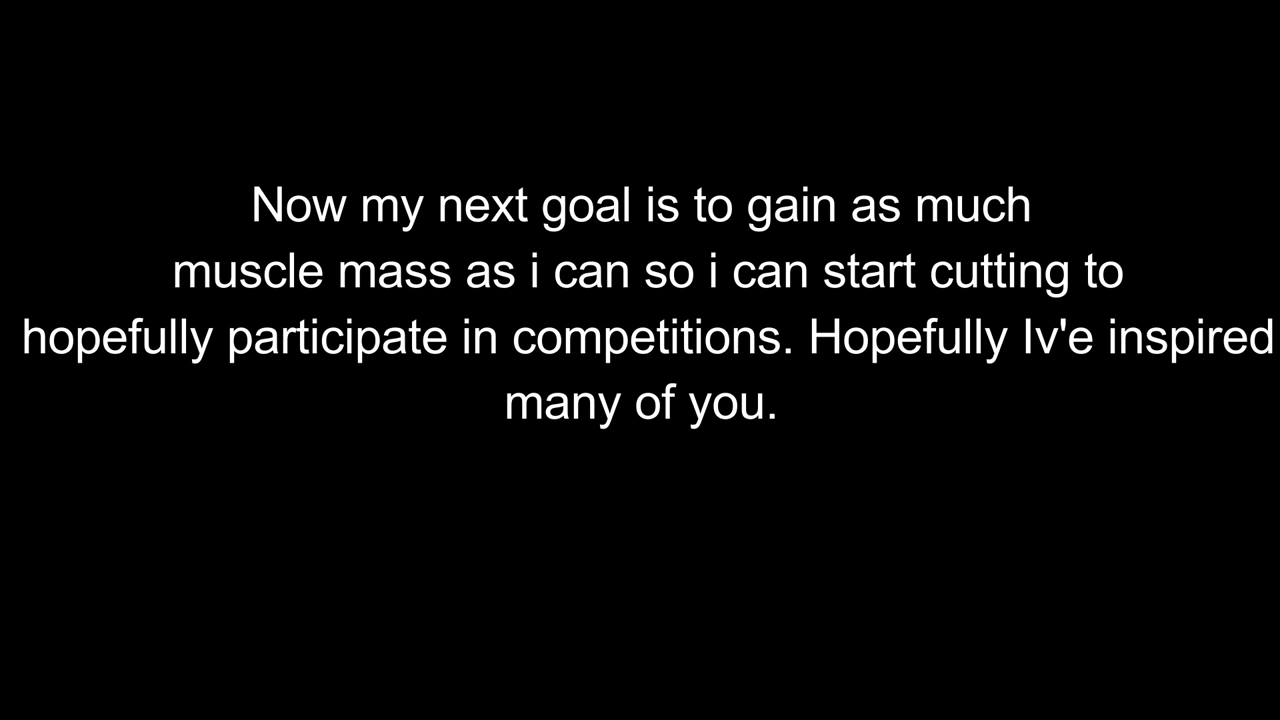 Now my next goal is to gain as much
muscle mass as i can so i can start cutting to
hopefully participate in competitions. Hopefully Iv'e inspired
many of you.